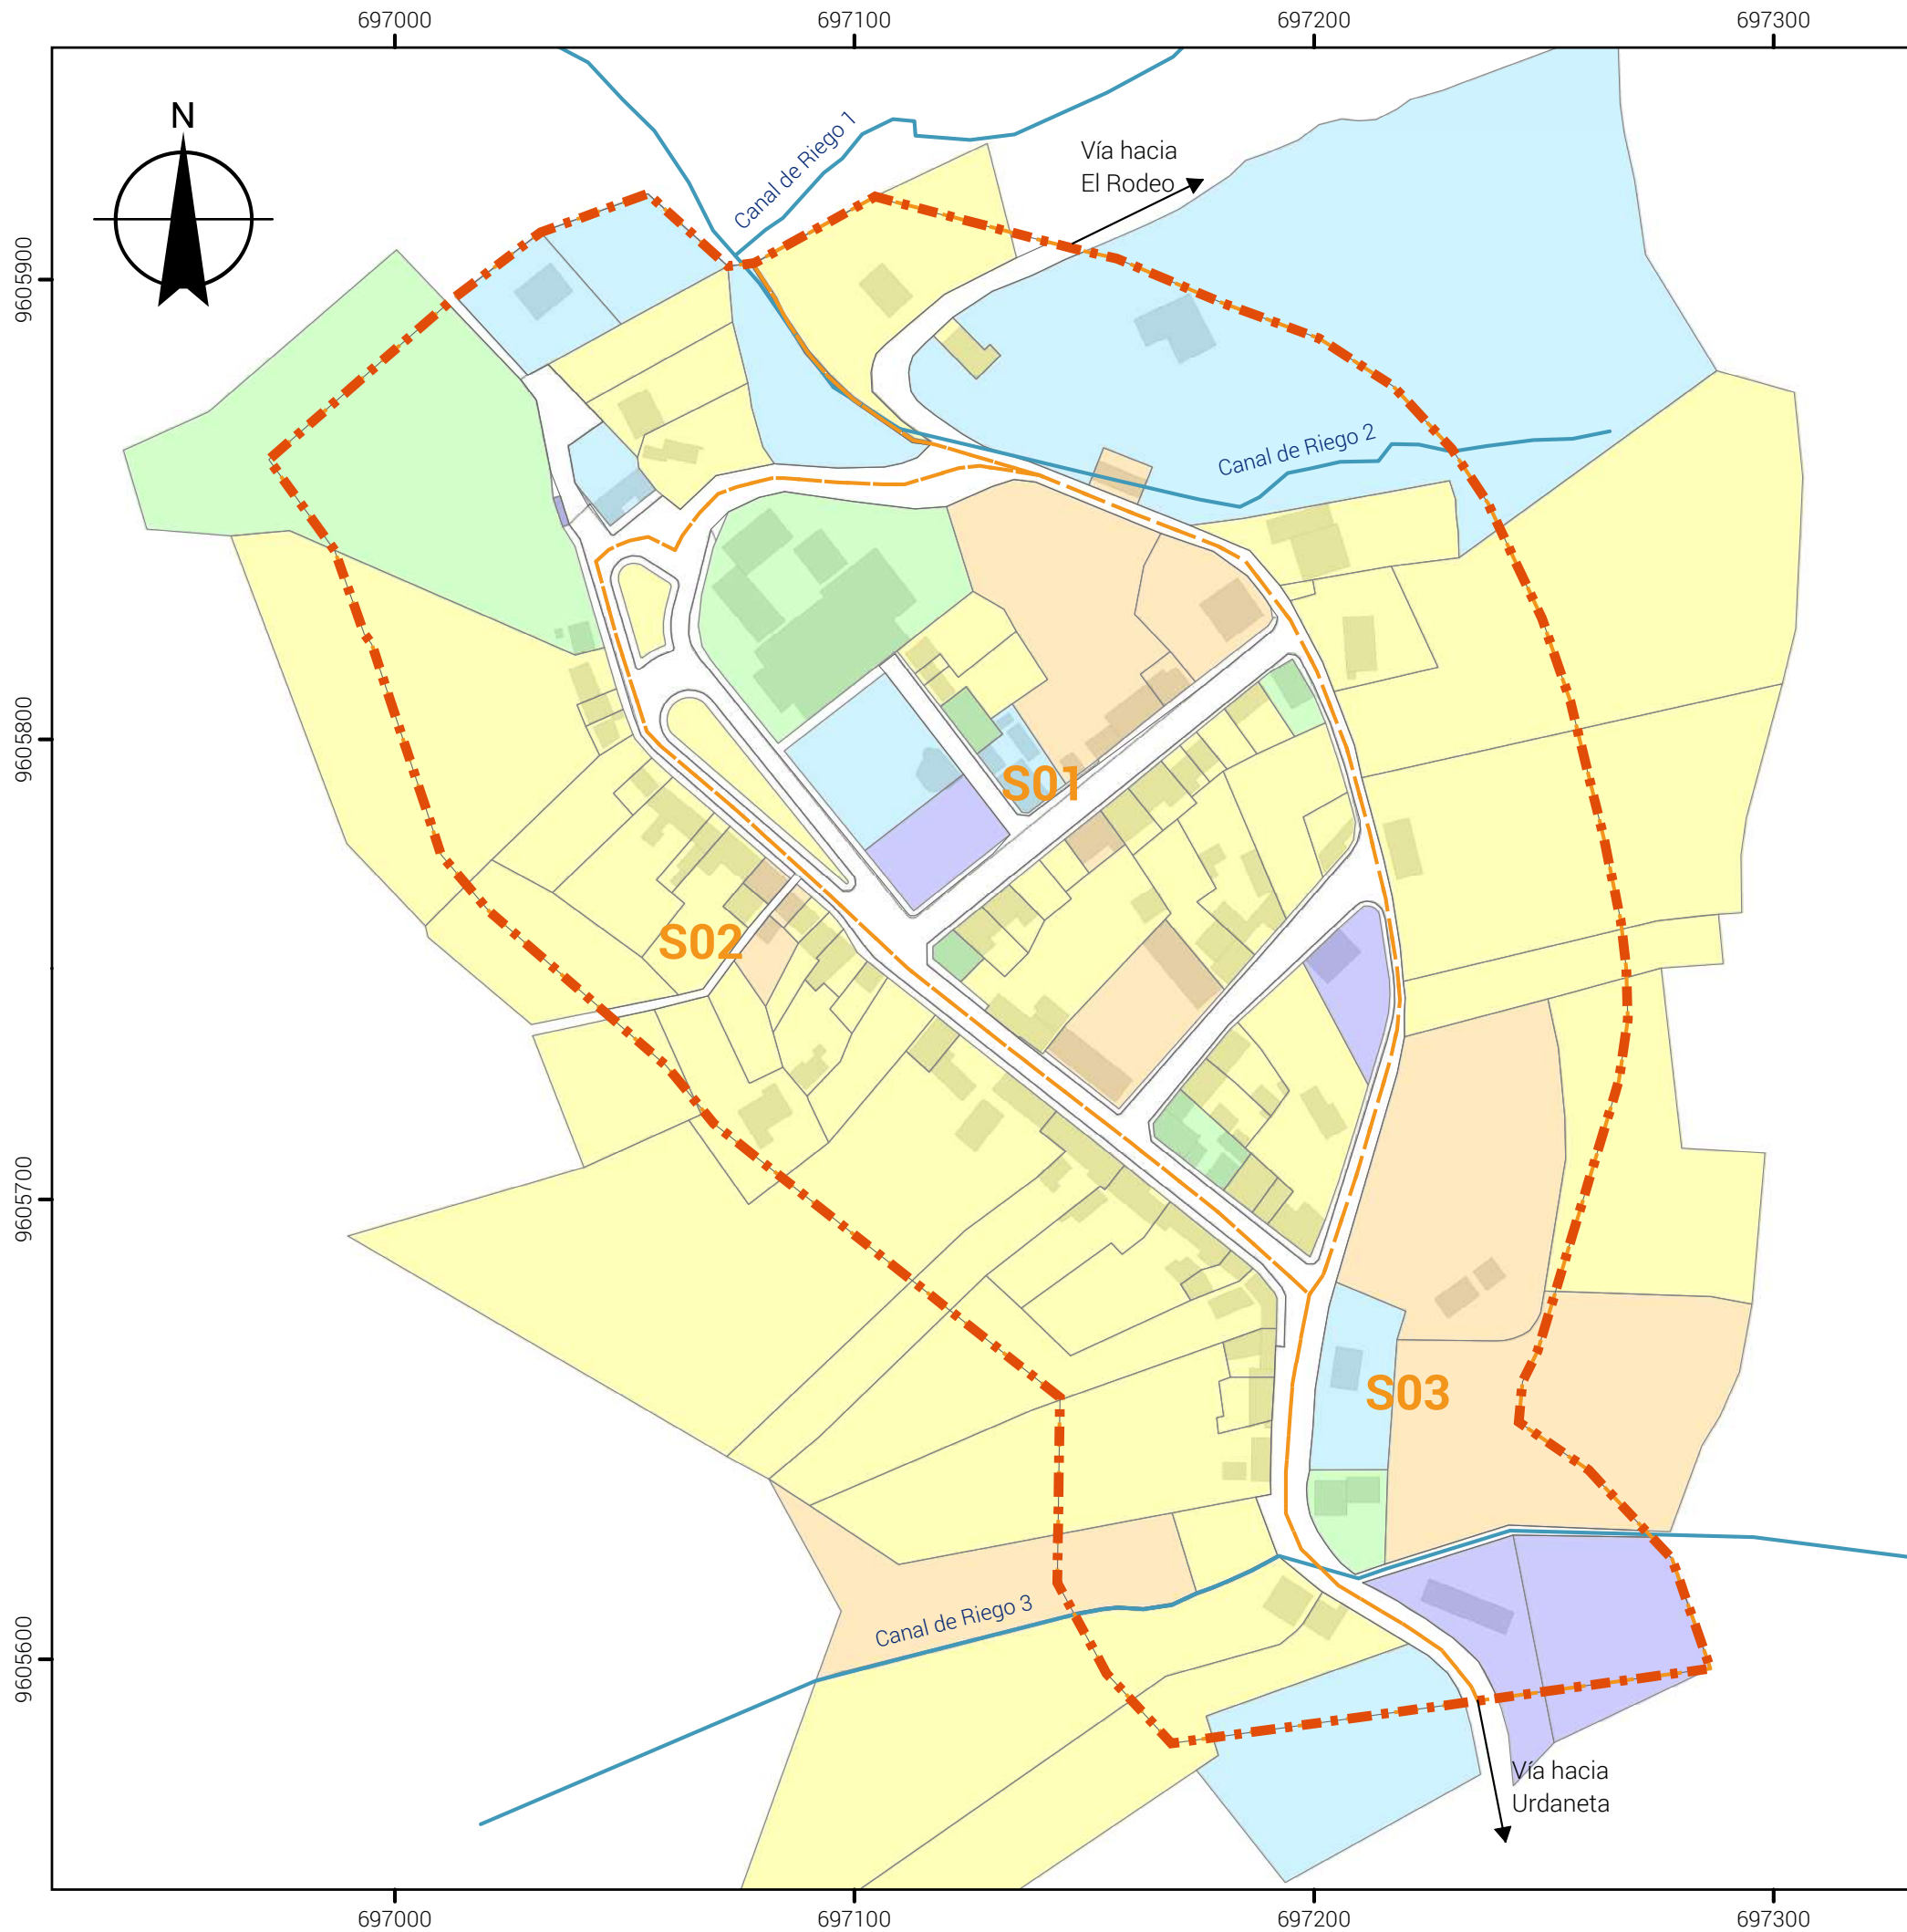 697000
697100
697200
697300
N
Canal de Riego 1
Vía hacia
El Rodeo
9605900
Canal de Riego 2
9605800
S01
S02
9605700
S03
Canal de Riego 3
9605600
Vía hacia
Urdaneta
697000
697100
697200
697300